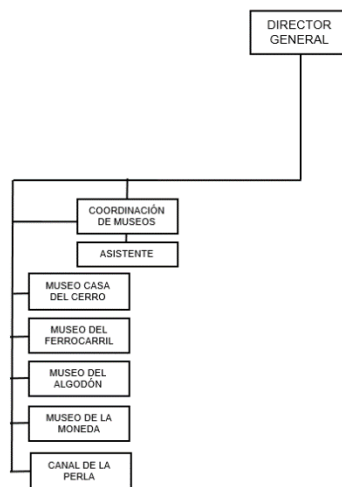 DIRECTOR
GENERAL
COORDINACIÓN
DE MUSEOS
ASISTENTE
MUSEO CASA
DEL CERRO
MUSEO DEL
FERROCARRIL
MUSEO DEL
ALGODÓN
MUSEO DE LA
MONEDA
CANAL DE LA
PERLA